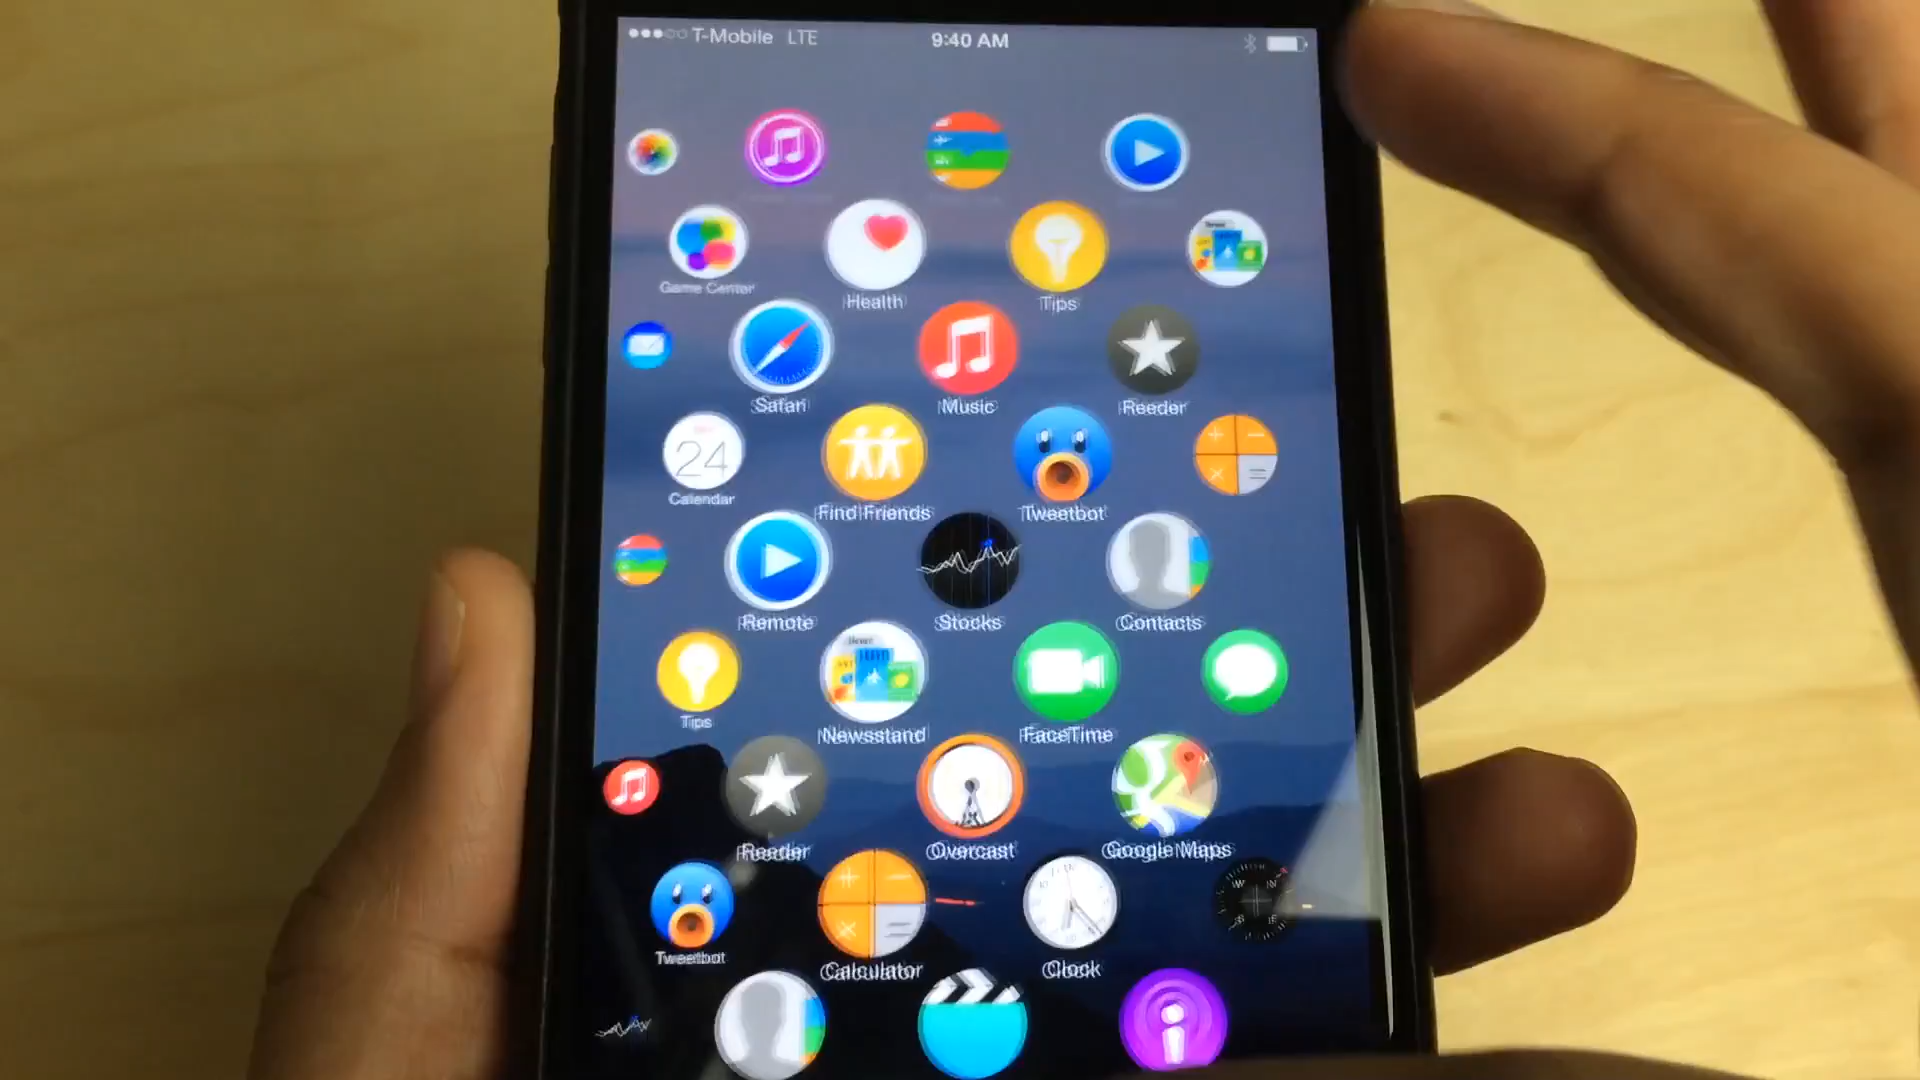 T-Mobile LTE 9:40 AM
Game Center
Health
Tips
Safari
Music
Reeder
24
Calendar
Find Friends
Tweetbot
Remote
Stocks
Contacts
Tips
Newsstand
FaceTime
Reeder
Overcast
Google Maps
Tweetbot
Calculator
Clock